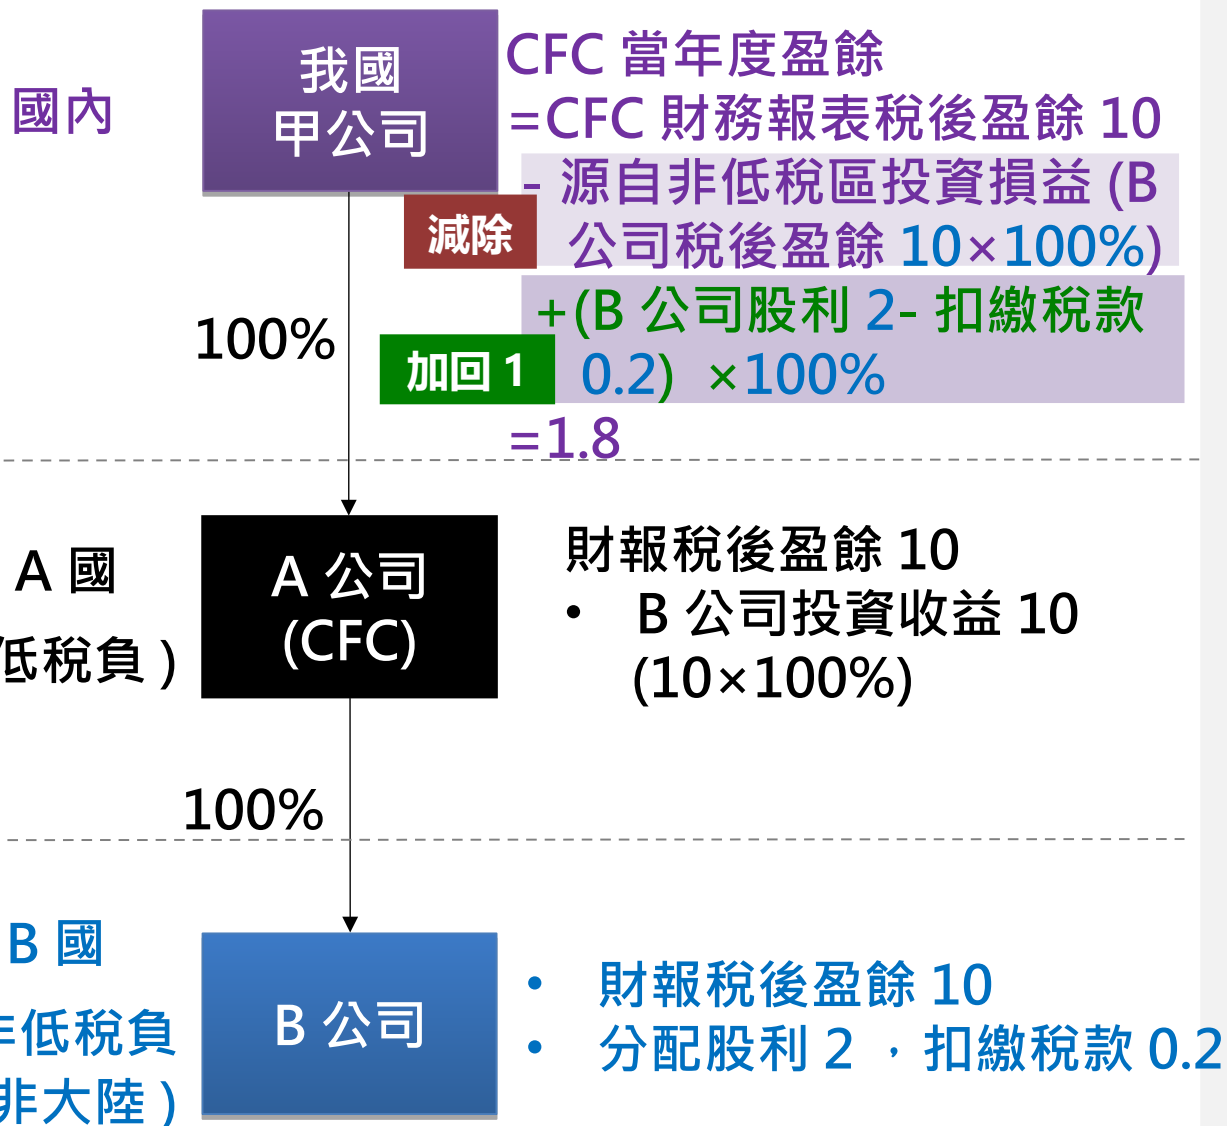 國內
我國
甲公司
CFC 當年度盈餘
=CFC 財務報表稅後盈餘 10
- 源自非低稅區投資損益 (B
公司稅後盈餘 10×100%)
減除
+(B 公司股利 2- 扣繳稅款
0.2) ×100%
加回 1
=1.8
100%
A 國
低稅負 )
A 公司
(CFC)
財報稅後盈餘 10
• B 公司投資收益 10
(10×100%)
100%
B 國
非低稅負
非大陸 )
B 公司
• 財報稅後盈餘 10
• 分配股利 2 ，扣繳稅款 0.2